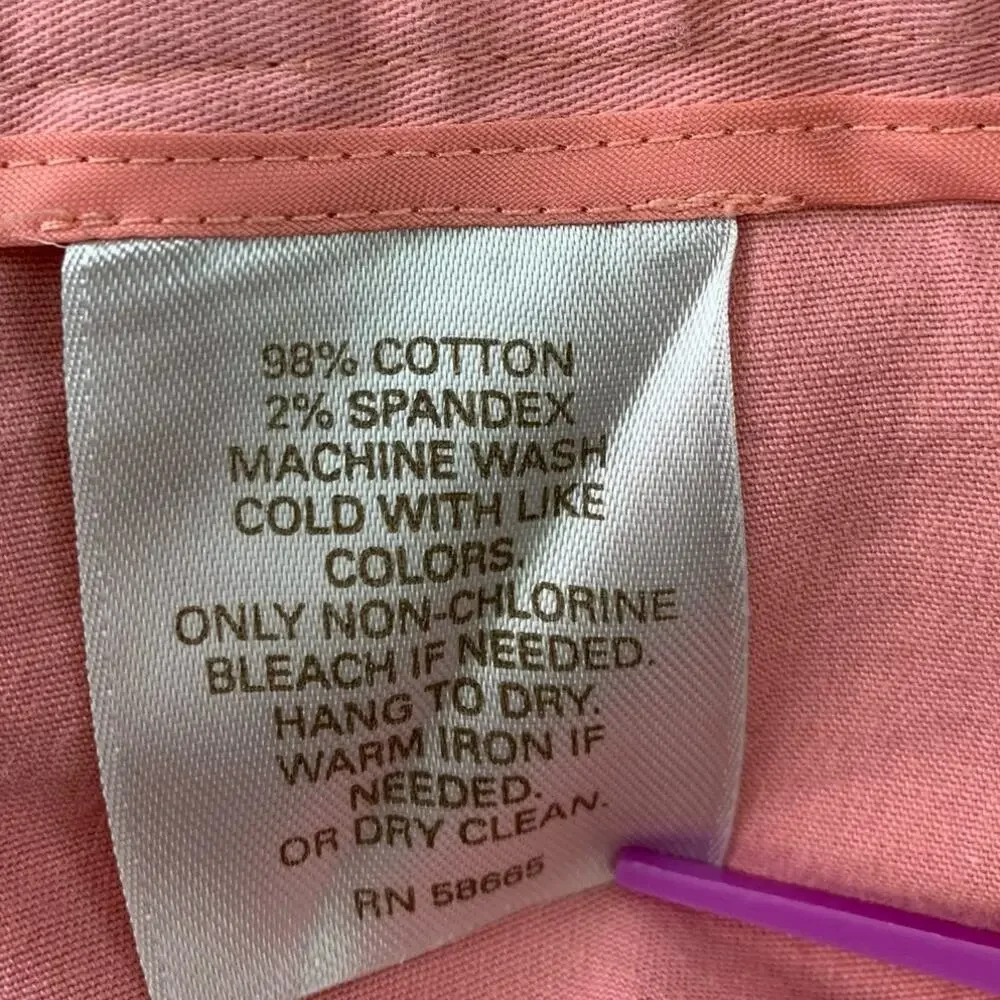 98% COTTON
2% SPANDEX
MACHINE WASH
COLD WITH LIKE
COLORS.
ONLY NON-CHLORINE
BLEACH IF NEEDED.
HANG TO DRY.
WARM IRON IF
NEEDED.
OR DRY CLEAN.
RN 58665